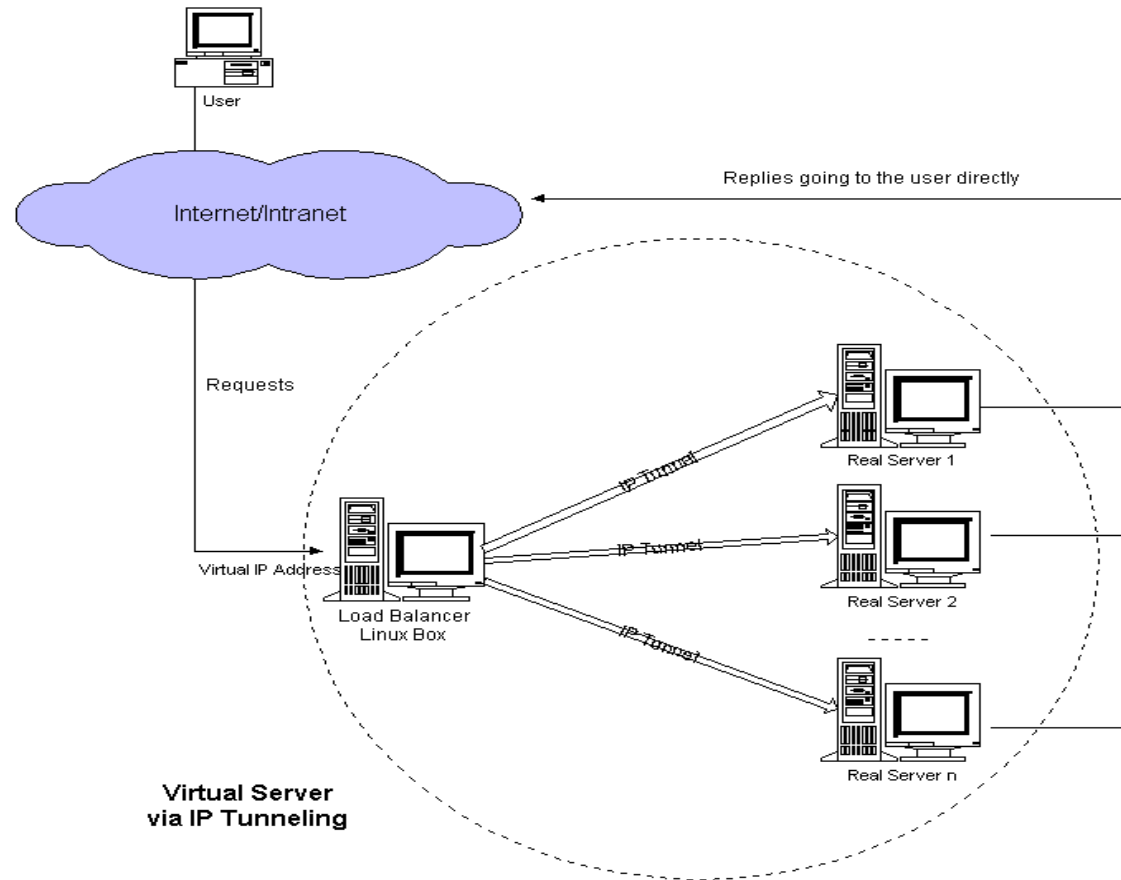 User
Internet/Intranet
Replies going to the user directly
Requests
Virtual IP Address
Load Balancer
Linux Box
IP Tunnel
IP Tunnel
IP Tunnel
Real Server 1
Real Server 2
Real Server n
Virtual Server
via IP Tunneling